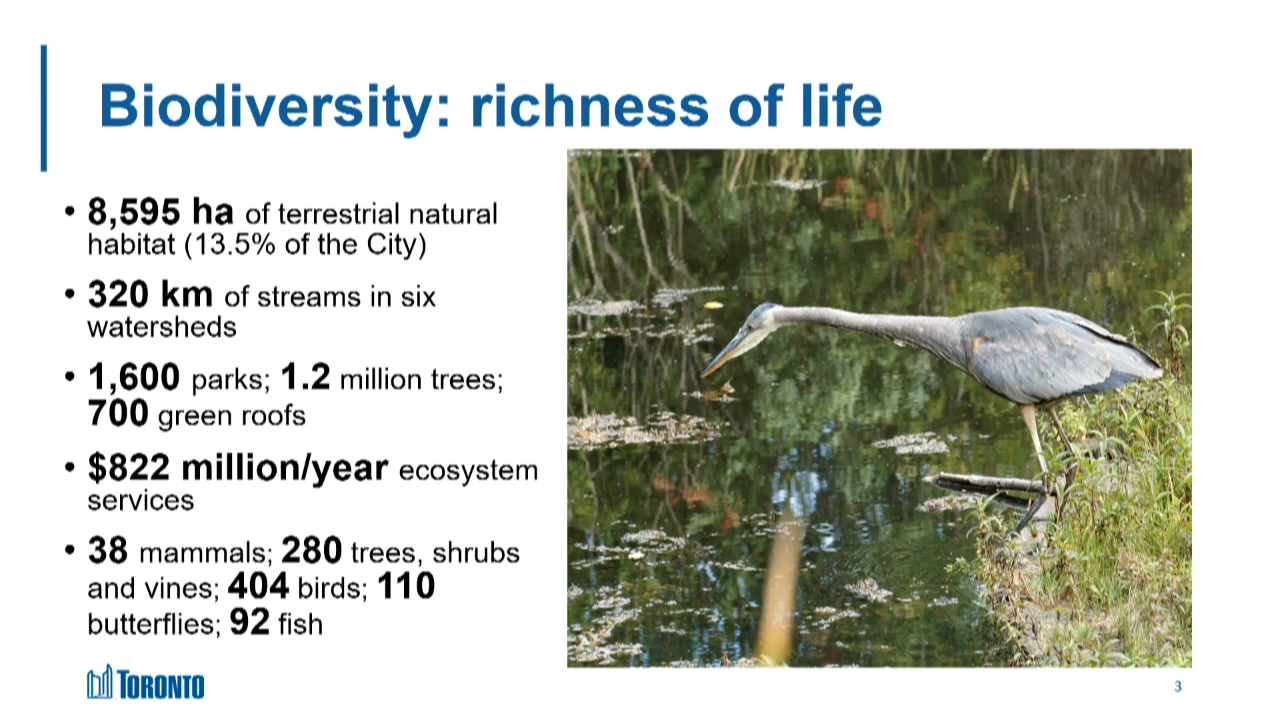 Biodiversity: richness of life
• 8,595 ha of terrestrial natural
habitat (13.5% of the City)
• 320 km of streams in six
watersheds
• 1,600 parks; 1.2 million trees;
700 green roofs
• $822 million/year ecosystem
services
• 38 mammals; 280 trees, shrubs
and vines; 404 birds; 110
butterflies; 92 fish
TORONTO
3